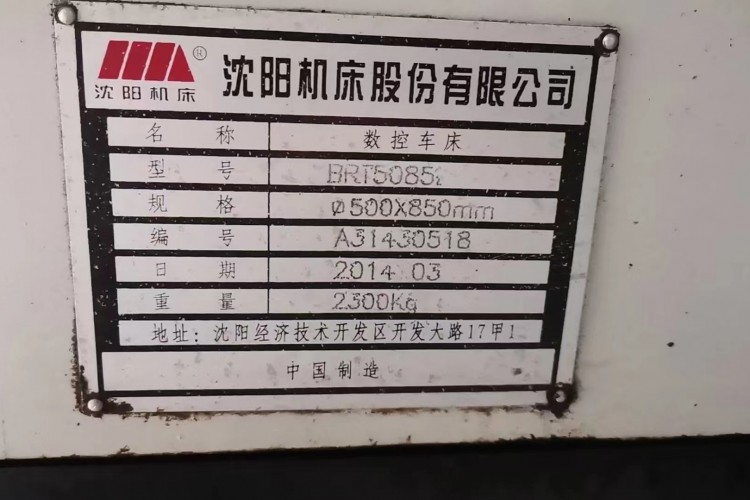 ® 沈阳机床股份有限公司
沈阳机床
名 称 数控车床
型 号
规 格 φ500X850mm
编 号 A31430518
日 期 2014 03
重 量 2300Kg
地址: 沈阳经济技术开发区开发大路17甲1
中国制造